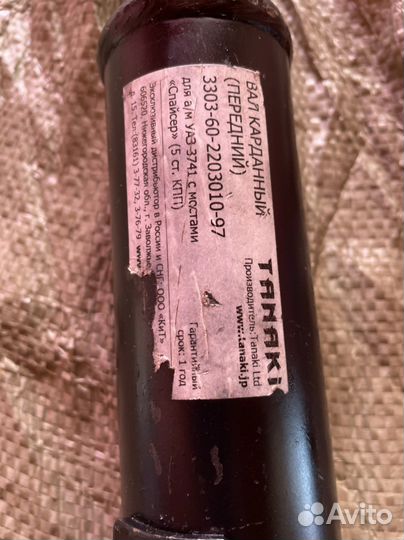 ВАЛ КАРДАННЫЙ
(ПЕРЕДНИЙ)
3303-60-2203010-97
для а/м УАЗ-3741 с мостами
«Спайсер» (5 ст. КПП)
TANAKI
Производитель: Tanaki Ltd
www.tanaki.jp
Гарантийный
срок: 1 год
Эксклюзивный дистрибьютор в России и СНГ: ООО «КиТ»
606520, Нижегородская обл., г. Заволжье,
д. 15. Тел: (83161) 3-77-32, 3-76-79
Avito